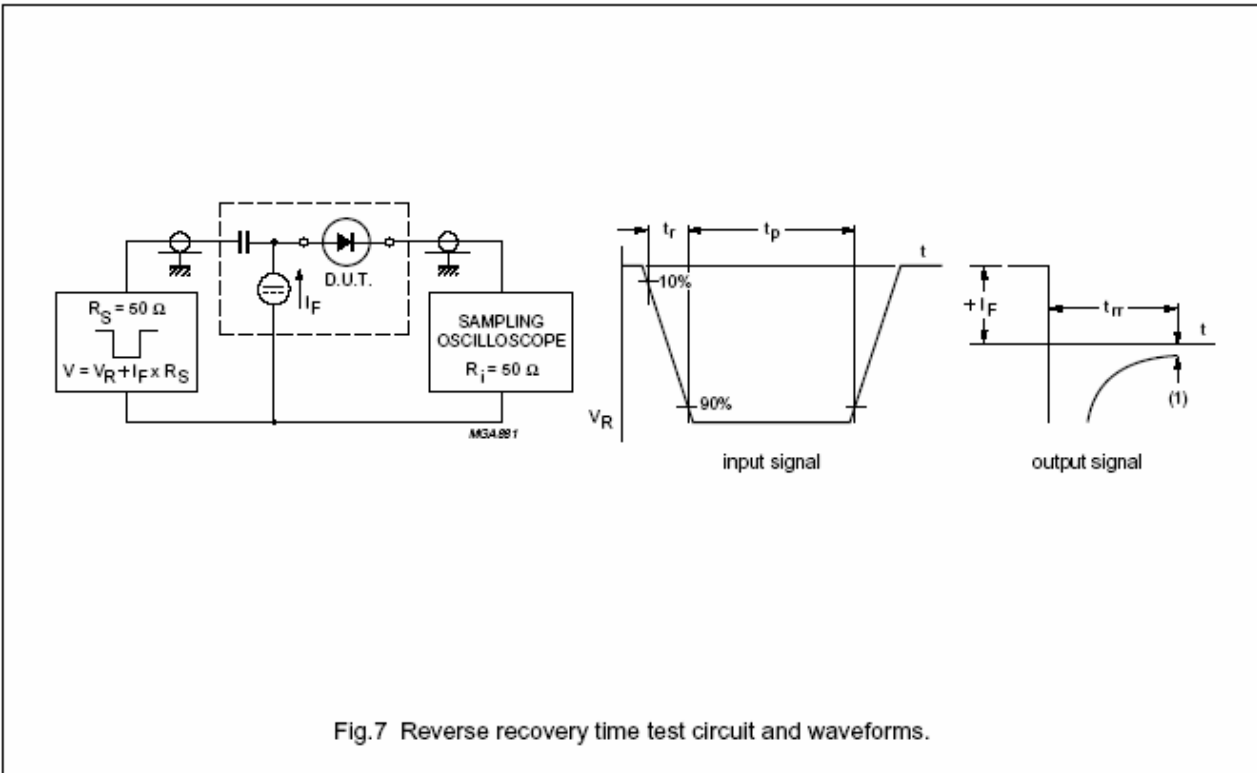 R_S = 50 Ω
V = V_R + I_F x R_S
I_F
D.U.T.
SAMPLING
OSCILLOSCOPE
R_i = 50 Ω
MGA881
t_r
t_p
t
10%
90%
V_R
input signal
+ I_F
t_rr
t
(1)
output signal
Fig.7 Reverse recovery time test circuit and waveforms.